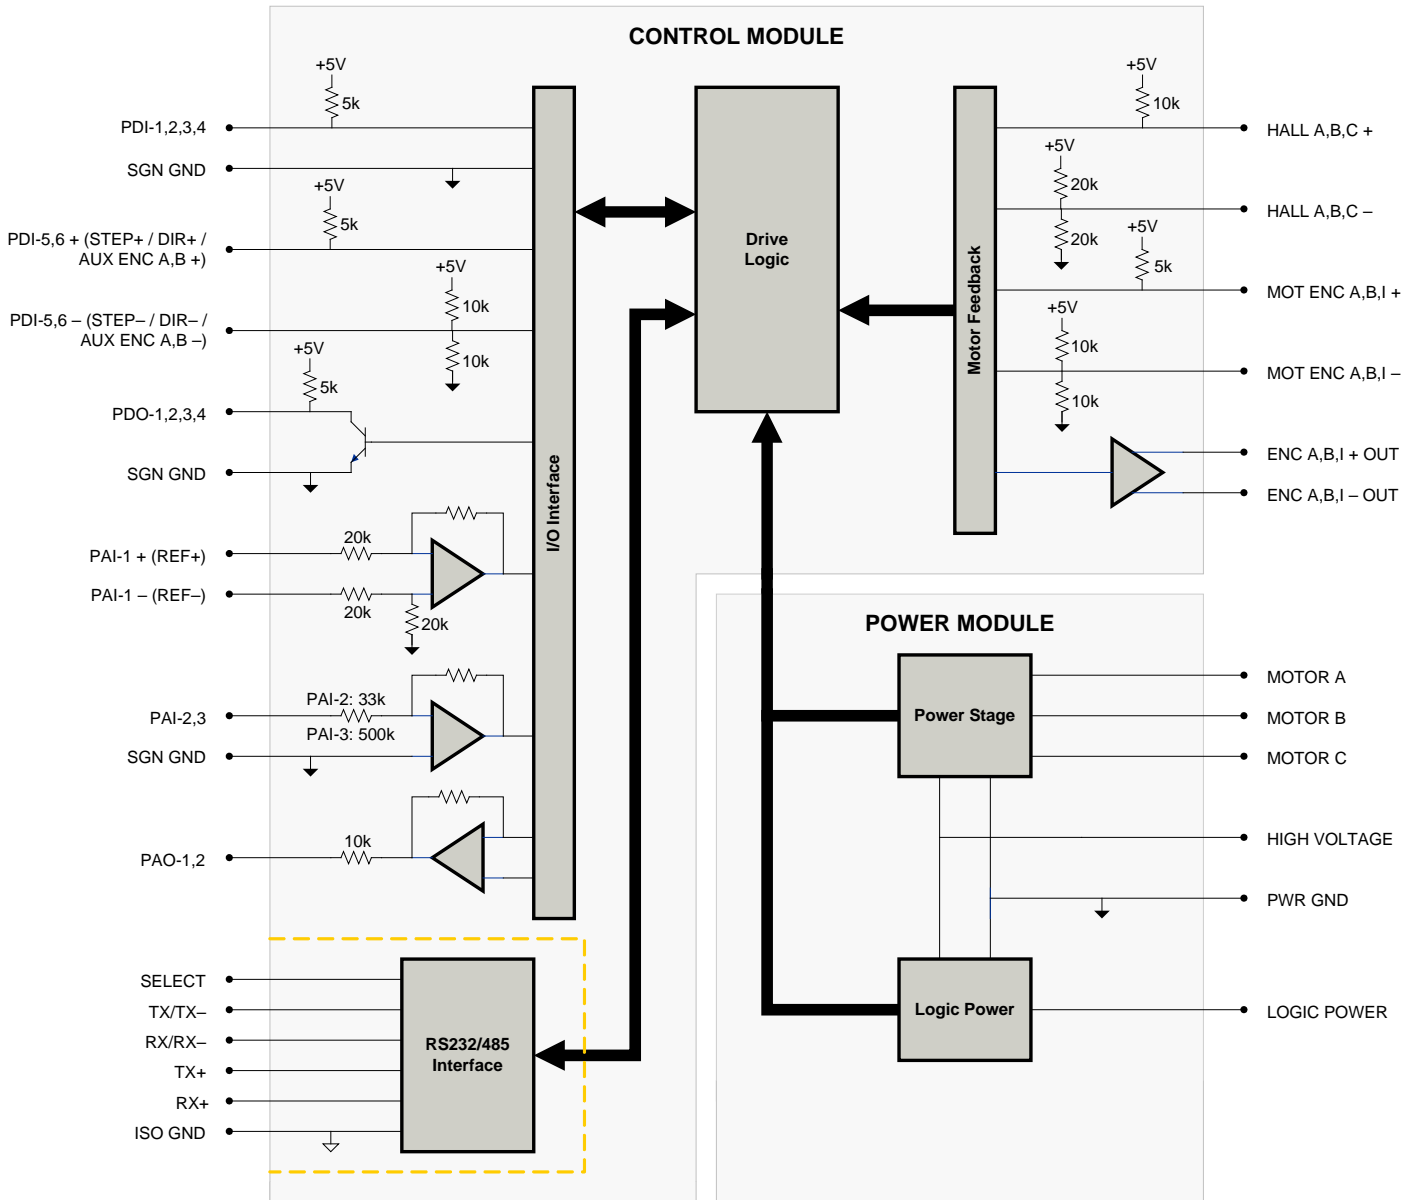 CONTROL MODULE
+5V
5k
PDI-1,2,3,4
SGN GND
+5V
5k
PDI-5,6 + (STEP+ / DIR+ /
AUX ENC A,B +)
+5V
10k
PDI-5,6 – (STEP– / DIR– /
AUX ENC A,B –)
10k
+5V
5k
PDO-1,2,3,4
SGN GND
PAI-1 + (REF+)
20k
PAI-1 – (REF–)
20k
20k
PAI-2: 33k
PAI-2,3
PAI-3: 500k
SGN GND
10k
PAO-1,2
I/O Interface
Drive
Logic
Motor Feedback
+5V
10k
HALL A,B,C +
+5V
20k
HALL A,B,C –
20k
+5V
5k
MOT ENC A,B,I +
+5V
10k
MOT ENC A,B,I –
10k
ENC A,B,I + OUT
ENC A,B,I – OUT
SELECT
TX/TX–
RX/RX–
TX+
RX+
ISO GND
RS232/485
Interface
POWER MODULE
Power Stage
MOTOR A
MOTOR B
MOTOR C
HIGH VOLTAGE
PWR GND
Logic Power
LOGIC POWER